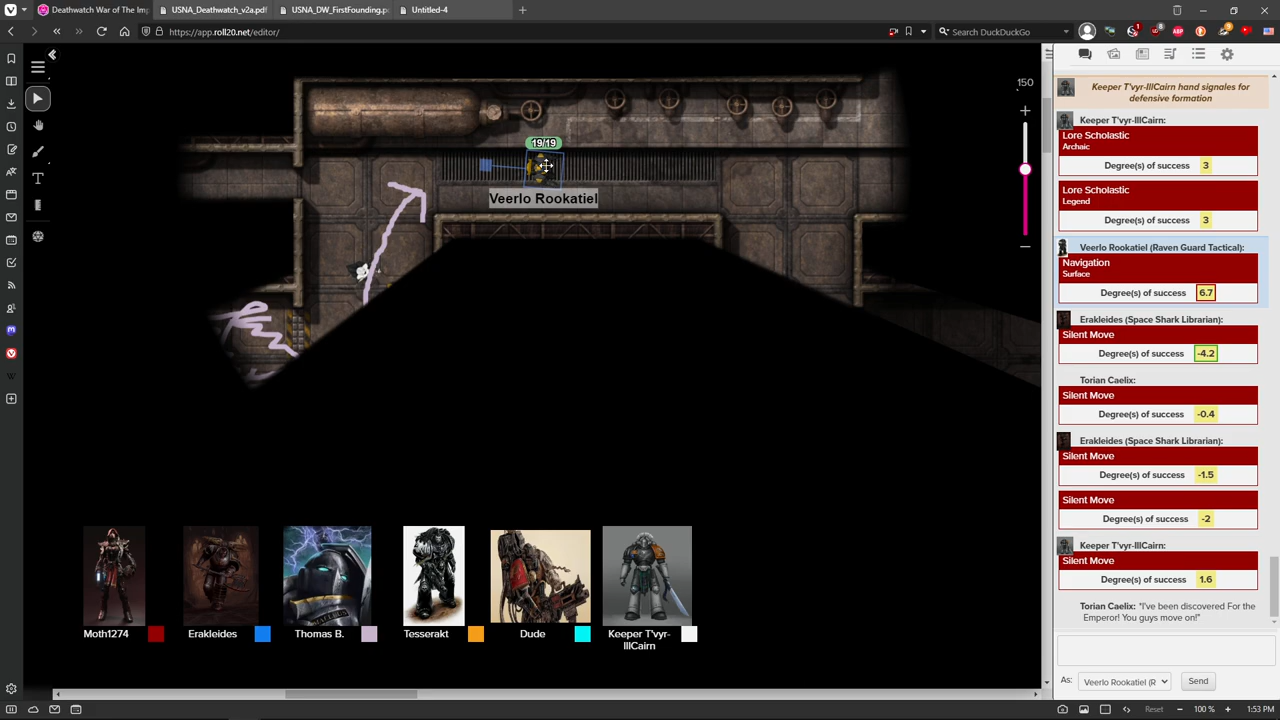 Deathwatch War of The Imp
USNA_Deathwatch_v2a.pdf
USNA_DW_FirstFounding.p
Untitled-4
https://app.roll20.net/editor/
Search DuckDuckGo
150
19/19
Veerlo Rookatiel
Moth1274
Erakleides
Thomas B.
Tesserakt
Dude
Keeper T'vyr-
IllCairn
Keeper T'vyr-IllCairn hand signales for
defensive formation
Keeper T'vyr-IllCairn:
Lore Scholastic
Archaic
Degree(s) of success 3
Lore Scholastic
Legend
Degree(s) of success 3
Veerlo Rookatiel (Raven Guard Tactical):
Navigation
Surface
Degree(s) of success 6.7
Erakleides (Space Shark Librarian):
Silent Move
Degree(s) of success -4.2
Torian Caelix:
Silent Move
Degree(s) of success -0.4
Erakleides (Space Shark Librarian):
Silent Move
Degree(s) of success -1.5
Silent Move
Degree(s) of success -2
Keeper T'vyr-IllCairn:
Silent Move
Degree(s) of success 1.6
Torian Caelix: "I've been discovered For the
Emperor! You guys move on!"
As: Veerlo Rookatiel (R
Send
Reset
100 %
1:53 PM